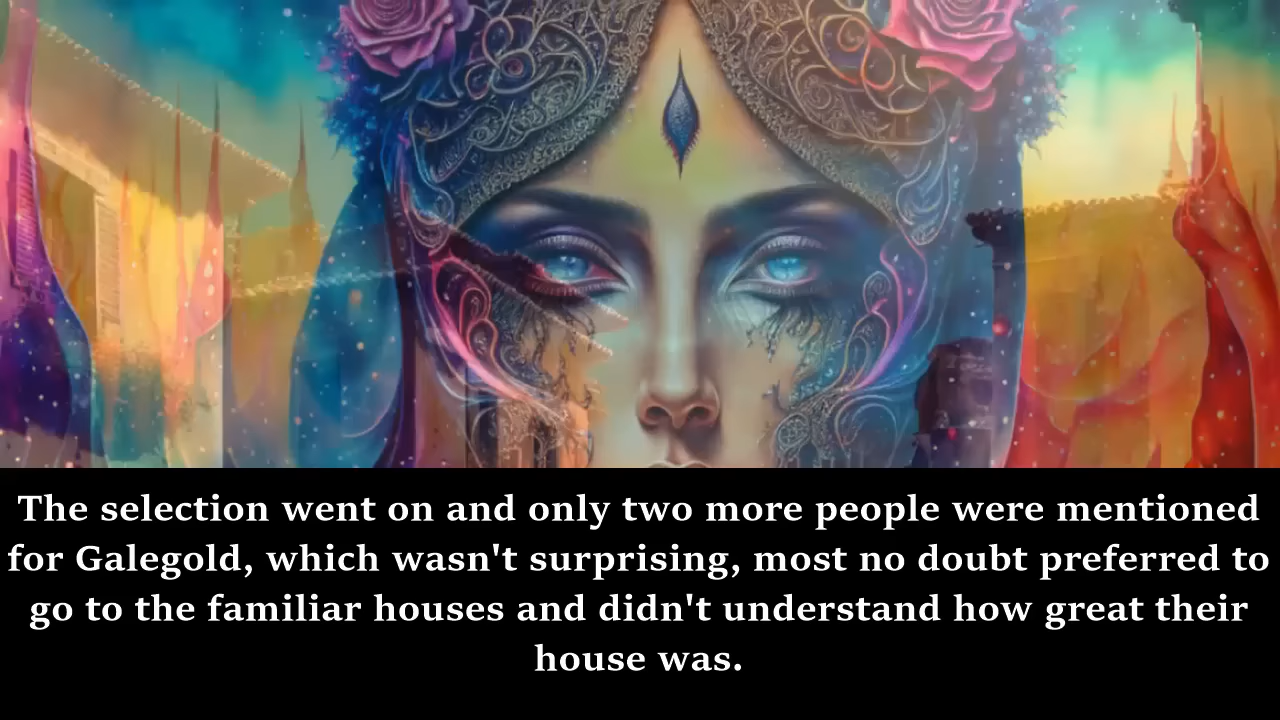 The selection went on and only two more people were mentioned
for Galegold, which wasn't surprising, most no doubt preferred to
go to the familiar houses and didn't understand how great their
house was.